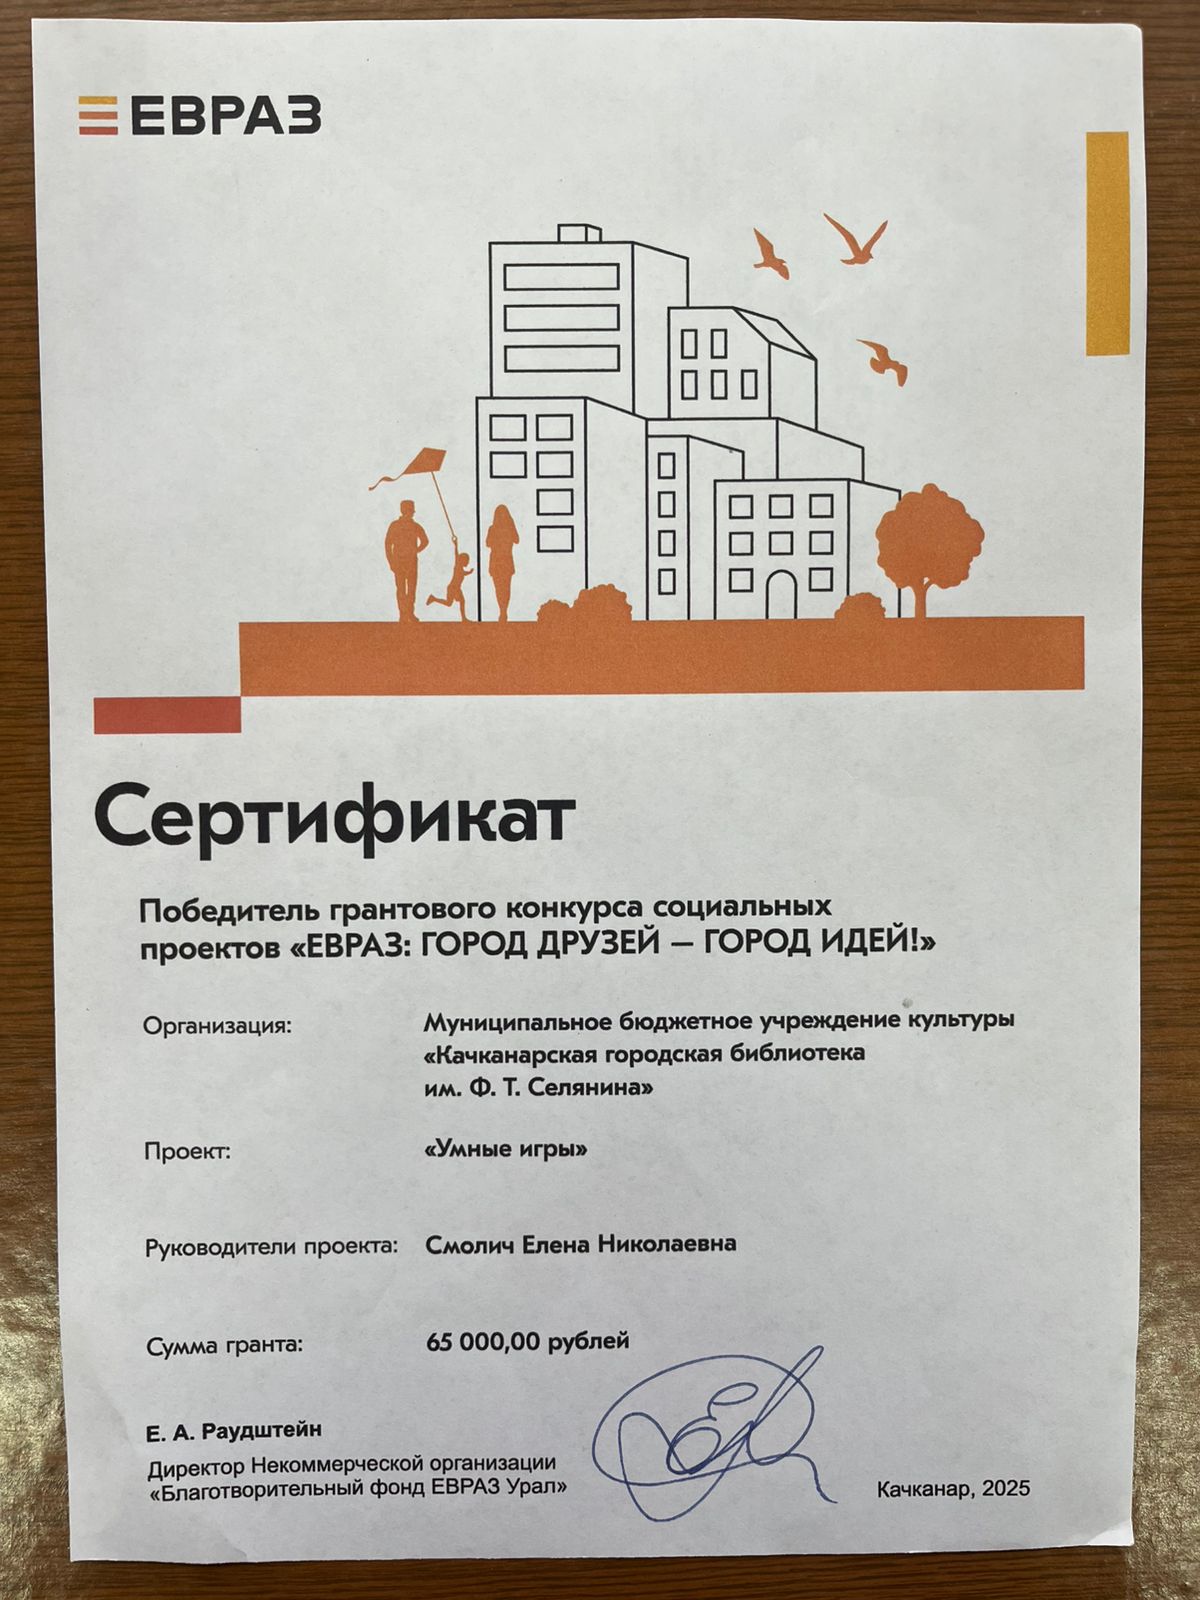 ЕВРАЗ
Сертификат
Победитель грантового конкурса социальных
проектов «ЕВРАЗ: ГОРОД ДРУЗЕЙ – ГОРОД ИДЕЙ!»
Организация: Муниципальное бюджетное учреждение культуры
«Качканарская городская библиотека
им. Ф. Т. Селянина»
Проект: «Умные игры»
Руководители проекта: Смолич Елена Николаевна
Сумма гранта: 65 000,00 рублей
Е. А. Раудштейн
Директор Некоммерческой организации
«Благотворительный фонд ЕВРАЗ Урал»
Качканар, 2025